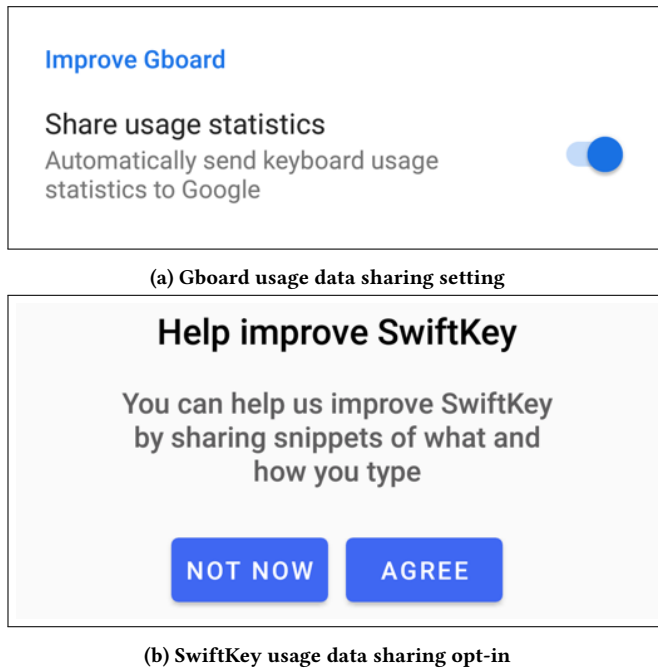 Improve Gboard
Share usage statistics
Automatically send keyboard usage
statistics to Google
(a) Gboard usage data sharing setting
Help improve SwiftKey
You can help us improve SwiftKey
by sharing snippets of what and
how you type
NOT NOW AGREE
(b) SwiftKey usage data sharing opt-in